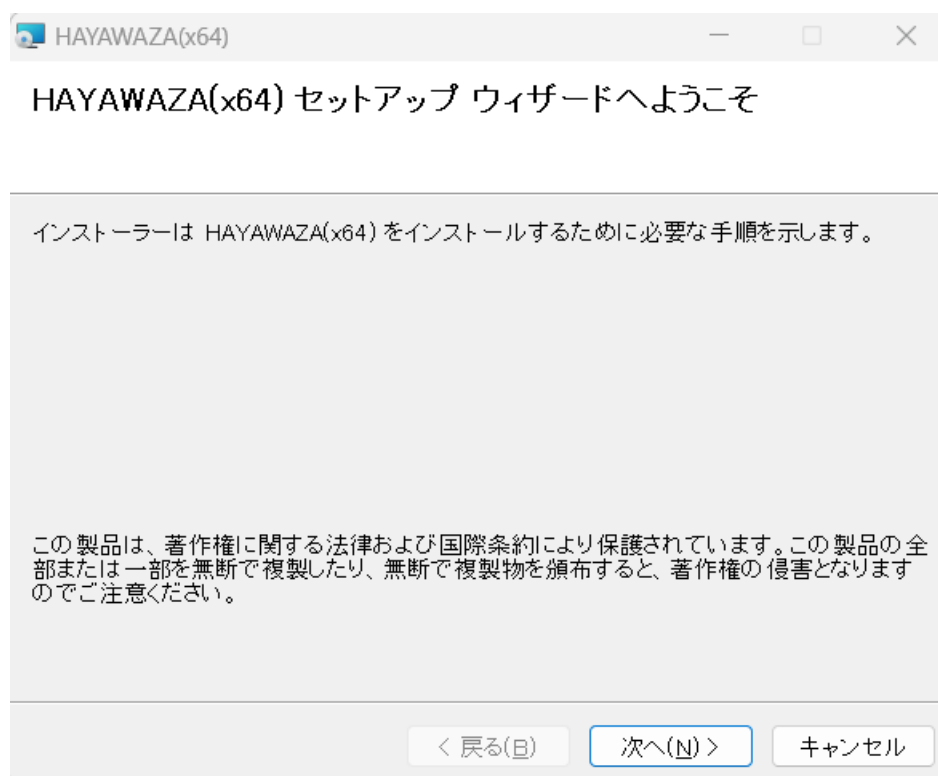 HAYAWAZA(x64)
HAYAWAZA(x64) セットアップ ウィザードへようこそ
インストーラーは HAYAWAZA(x64) をインストールするために必要な手順を示します。
この製品は、著作権に関する法律および国際条約により保護されています。この製品の全
部または一部を無断で複製したり、無断で複製物を頒布すると、著作権の侵害となります
のでご注意ください。
< 戻る(B)
次へ(N) >
キャンセル